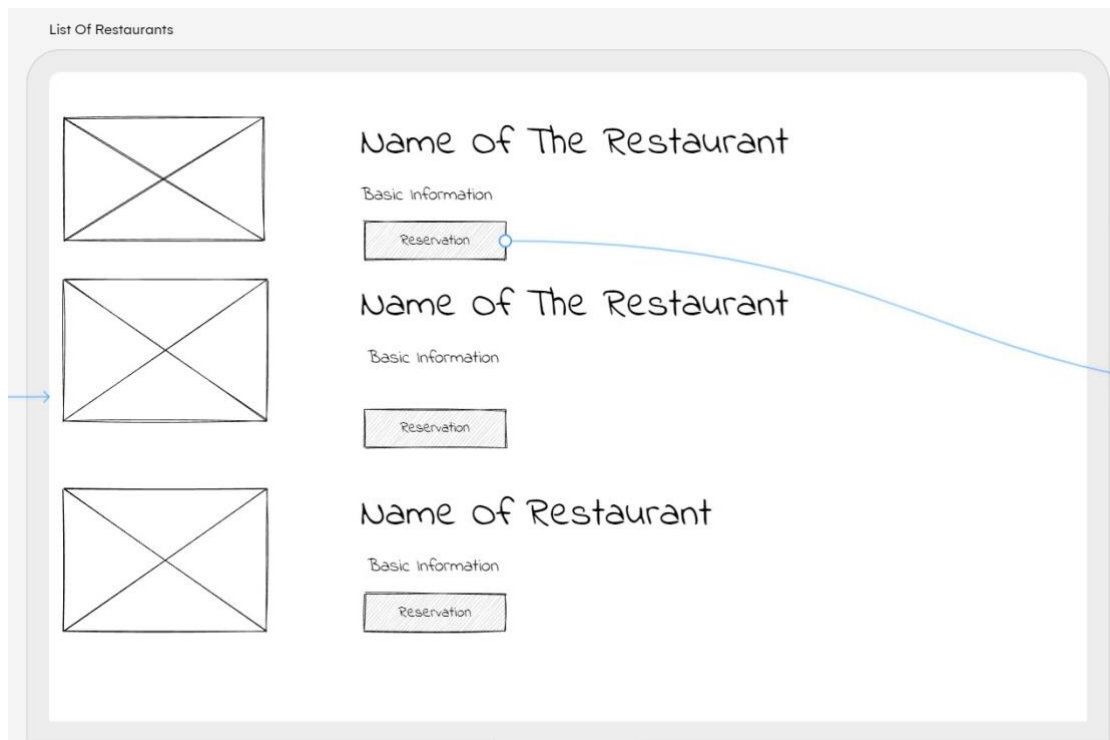 List Of Restaurants
Name of The Restaurant
Basic Information
Reservation
Name of The Restaurant
Basic Information
Reservation
Name of Restaurant
Basic Information
Reservation